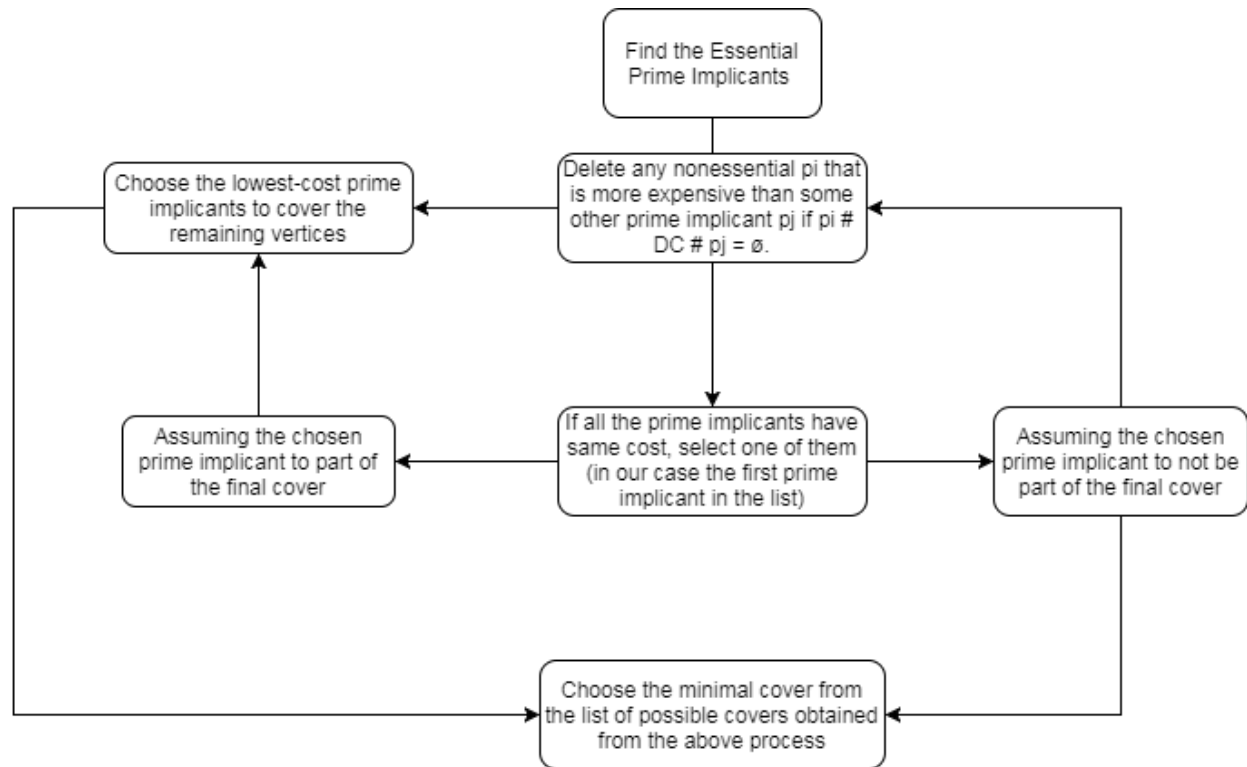 Find the Essential
Prime Implicants
Delete any nonessential pi that
is more expensive than some
other prime implicant pj if pi #
DC # pj = ø.
Choose the lowest-cost prime
implicants to cover the
remaining vertices
Assuming the chosen
prime implicant to part of
the final cover
If all the prime implicants have
same cost, select one of them
(in our case the first prime
implicant in the list)
Assuming the chosen
prime implicant to not be
part of the final cover
Choose the minimal cover from
the list of possible covers obtained
from the above process